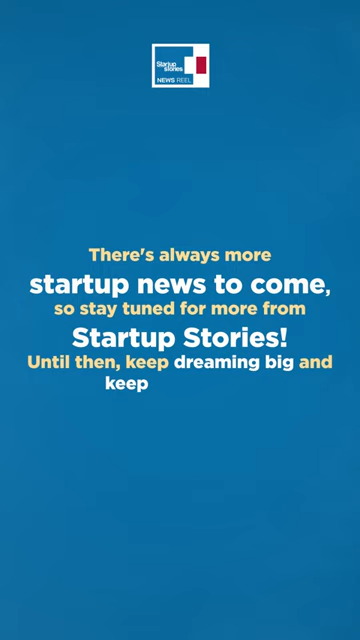 Startup
stories
NEWS REEL
There's always more
startup news to come,
so stay tuned for more from
Startup Stories!
Until then, keep dreaming big and
keep